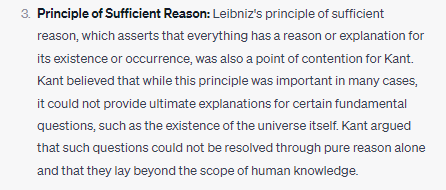 3. Principle of Sufficient Reason: Leibniz's principle of sufficient
reason, which asserts that everything has a reason or explanation for
its existence or occurrence, was also a point of contention for Kant.
Kant believed that while this principle was important in many cases,
it could not provide ultimate explanations for certain fundamental
questions, such as the existence of the universe itself. Kant argued
that such questions could not be resolved through pure reason alone
and that they lay beyond the scope of human knowledge.